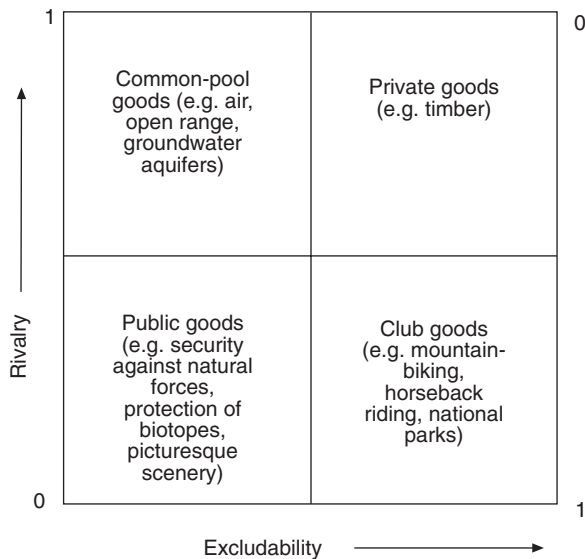 1
0
Common-pool
goods (e.g. air,
open range,
groundwater
aquifers)
Private goods
(e.g. timber)
Rivalry
Public goods
(e.g. security
against natural
forces,
protection of
biotopes,
picturesque
scenery)
Club goods
(e.g. mountain-
biking,
horseback
riding, national
parks)
0
1
Excludability